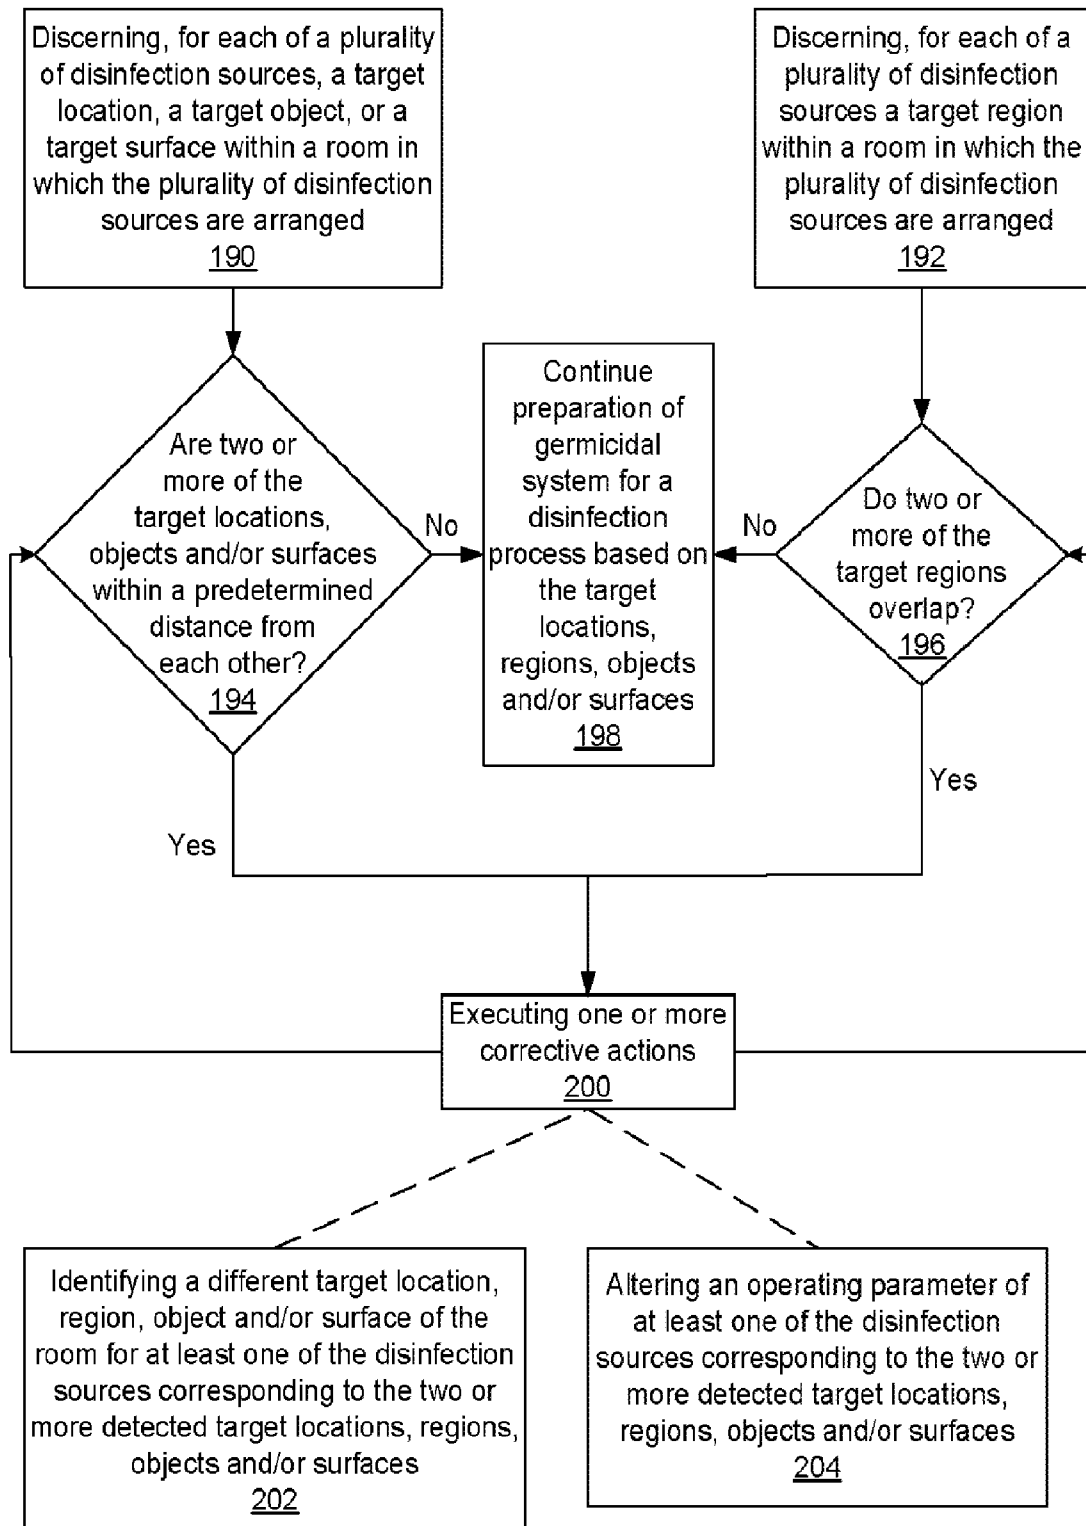 Discerning, for each of a plurality
of disinfection sources, a target
location, a target object, or a
target surface within a room in
which the plurality of disinfection
sources are arranged
190
Discerning, for each of a
plurality of disinfection
sources a target region
within a room in which the
plurality of disinfection
sources are arranged
192
Are two or
more of the
target locations,
objects and/or surfaces
within a predetermined
distance from
each other?
194
No
Continue
preparation of
germicidal
system for a
disinfection
process based on
the target
locations,
regions, objects
and/or surfaces
198
No
Do two or
more of the
target regions
overlap?
196
Yes
Yes
Executing one or more
corrective actions
200
Identifying a different target location,
region, object and/or surface of the
room for at least one of the disinfection
sources corresponding to the two or
more detected target locations, regions,
objects and/or surfaces
202
Altering an operating parameter of
at least one of the disinfection
sources corresponding to the two or
more detected target locations,
regions, objects and/or surfaces
204